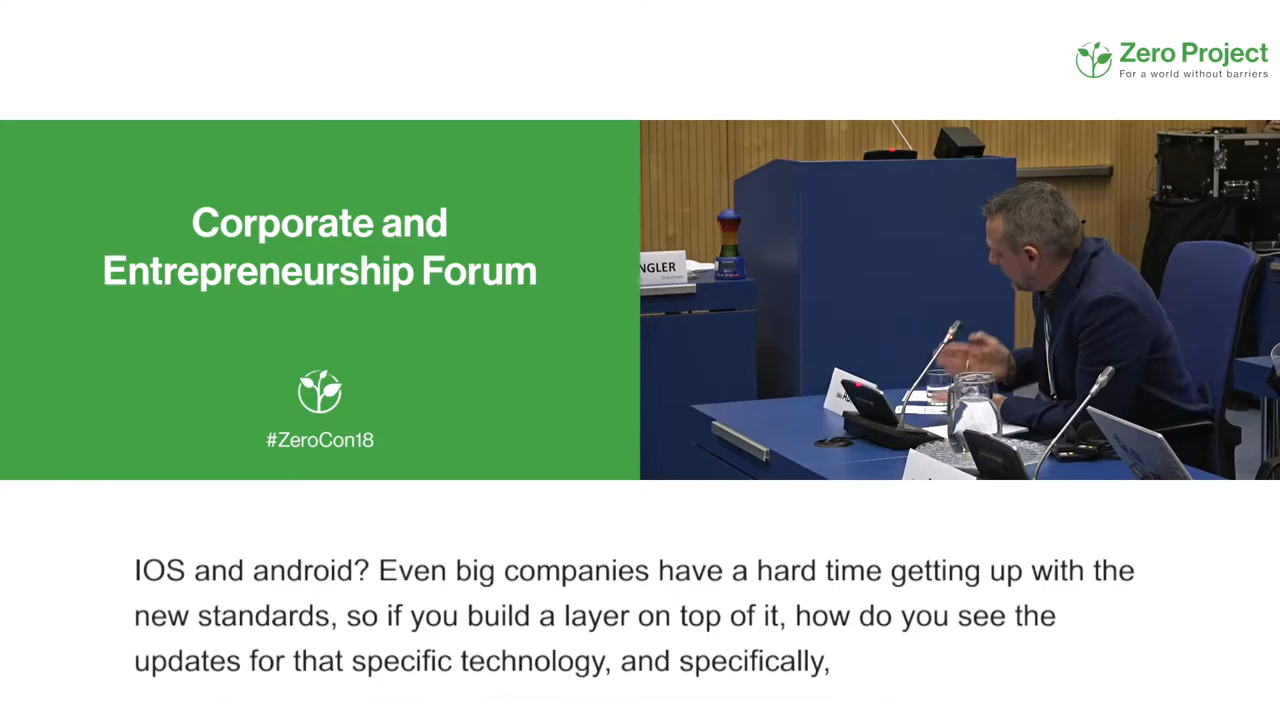 Zero Project
For a world without barriers
Corporate and
Entrepreneurship Forum
#ZeroCon18
NGLER
IOS and android? Even big companies have a hard time getting up with the
new standards, so if you build a layer on top of it, how do you see the
updates for that specific technology, and specifically,